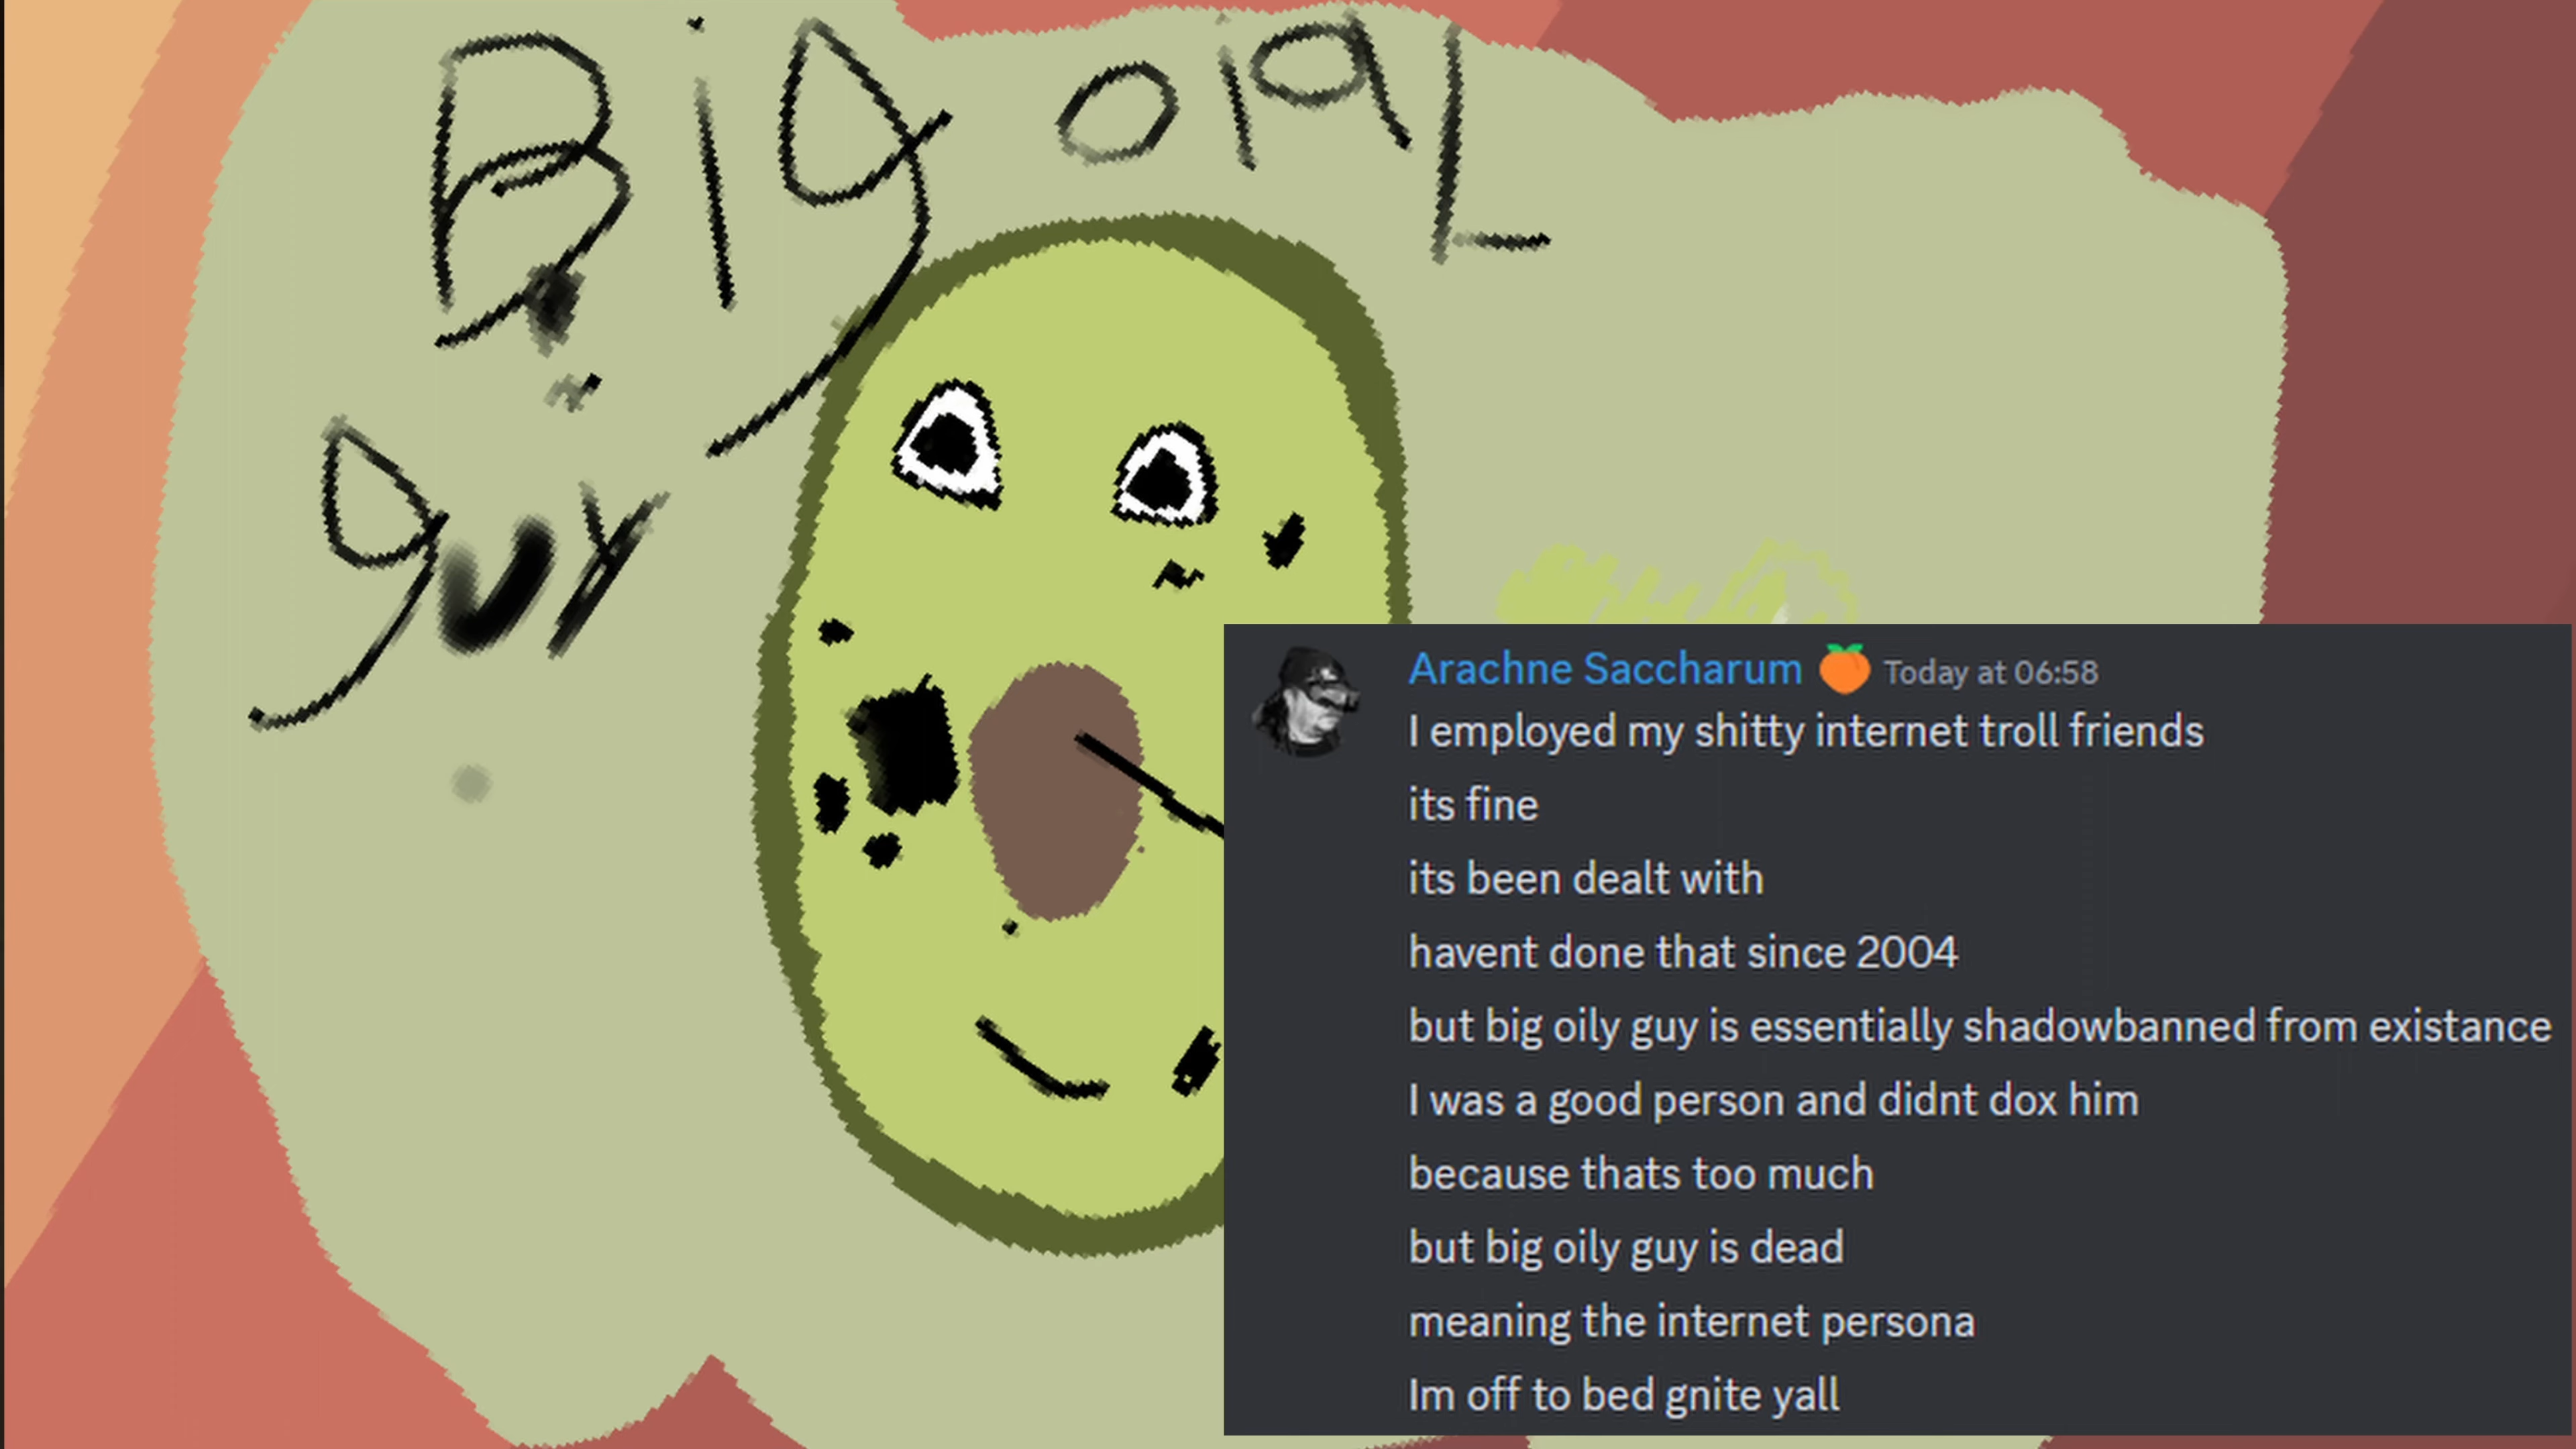 Big oial
guy
Arachne Saccharum Today at 06:58
I employed my shitty internet troll friends
its fine
its been dealt with
havent done that since 2004
but big oily guy is essentially shadowbanned from existance
I was a good person and didnt dox him
because thats too much
but big oily guy is dead
meaning the internet persona
Im off to bed gnite yall